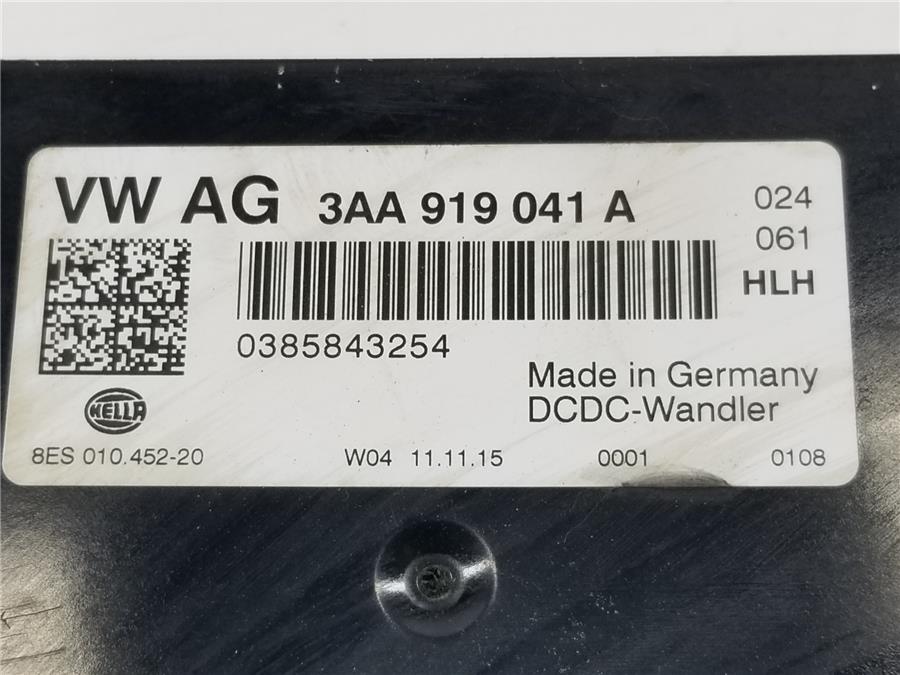 VW AG 3AA 919 041 A 024
061
HLH
0385843254
Made in Germany
DCDC-Wandler
HELLA
8ES 010.452-20 W04 11.11.15 0001 0108